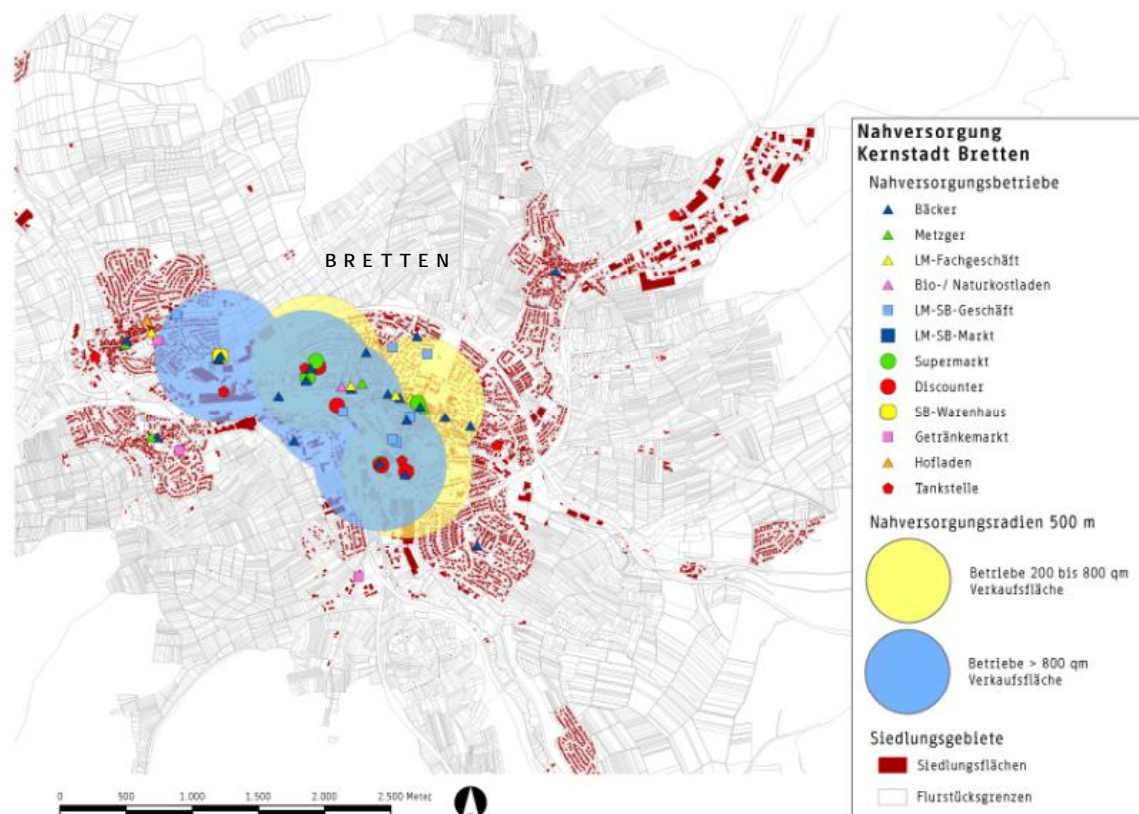 BRETTEN
Nahversorgung
Kernstadt Bretten
Nahversorgungsbetriebe
Bäcker
Metzger
LM-Fachgeschäft
Bio-/ Naturkostladen
LM-SB-Geschäft
LM-SB-Markt
Supermarkt
Discounter
SB-Warenhaus
Getränkemarkt
Hofladen
Tankstelle
Nahversorgungsradien 500 m
Betriebe 200 bis 800 qm
Verkaufsfläche
Betriebe > 800 qm
Verkaufsfläche
Siedlungsgebiete
Siedlungsflächen
Flurstücksgrenzen
0 500 1.000 1.500 2.000 2.500 Meter